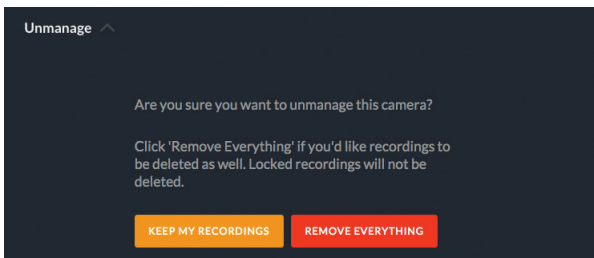 Unmanage
Are you sure you want to unmanage this camera?
Click 'Remove Everything' if you'd like recordings to
be deleted as well. Locked recordings will not be
deleted.
KEEP MY RECORDINGS REMOVE EVERYTHING